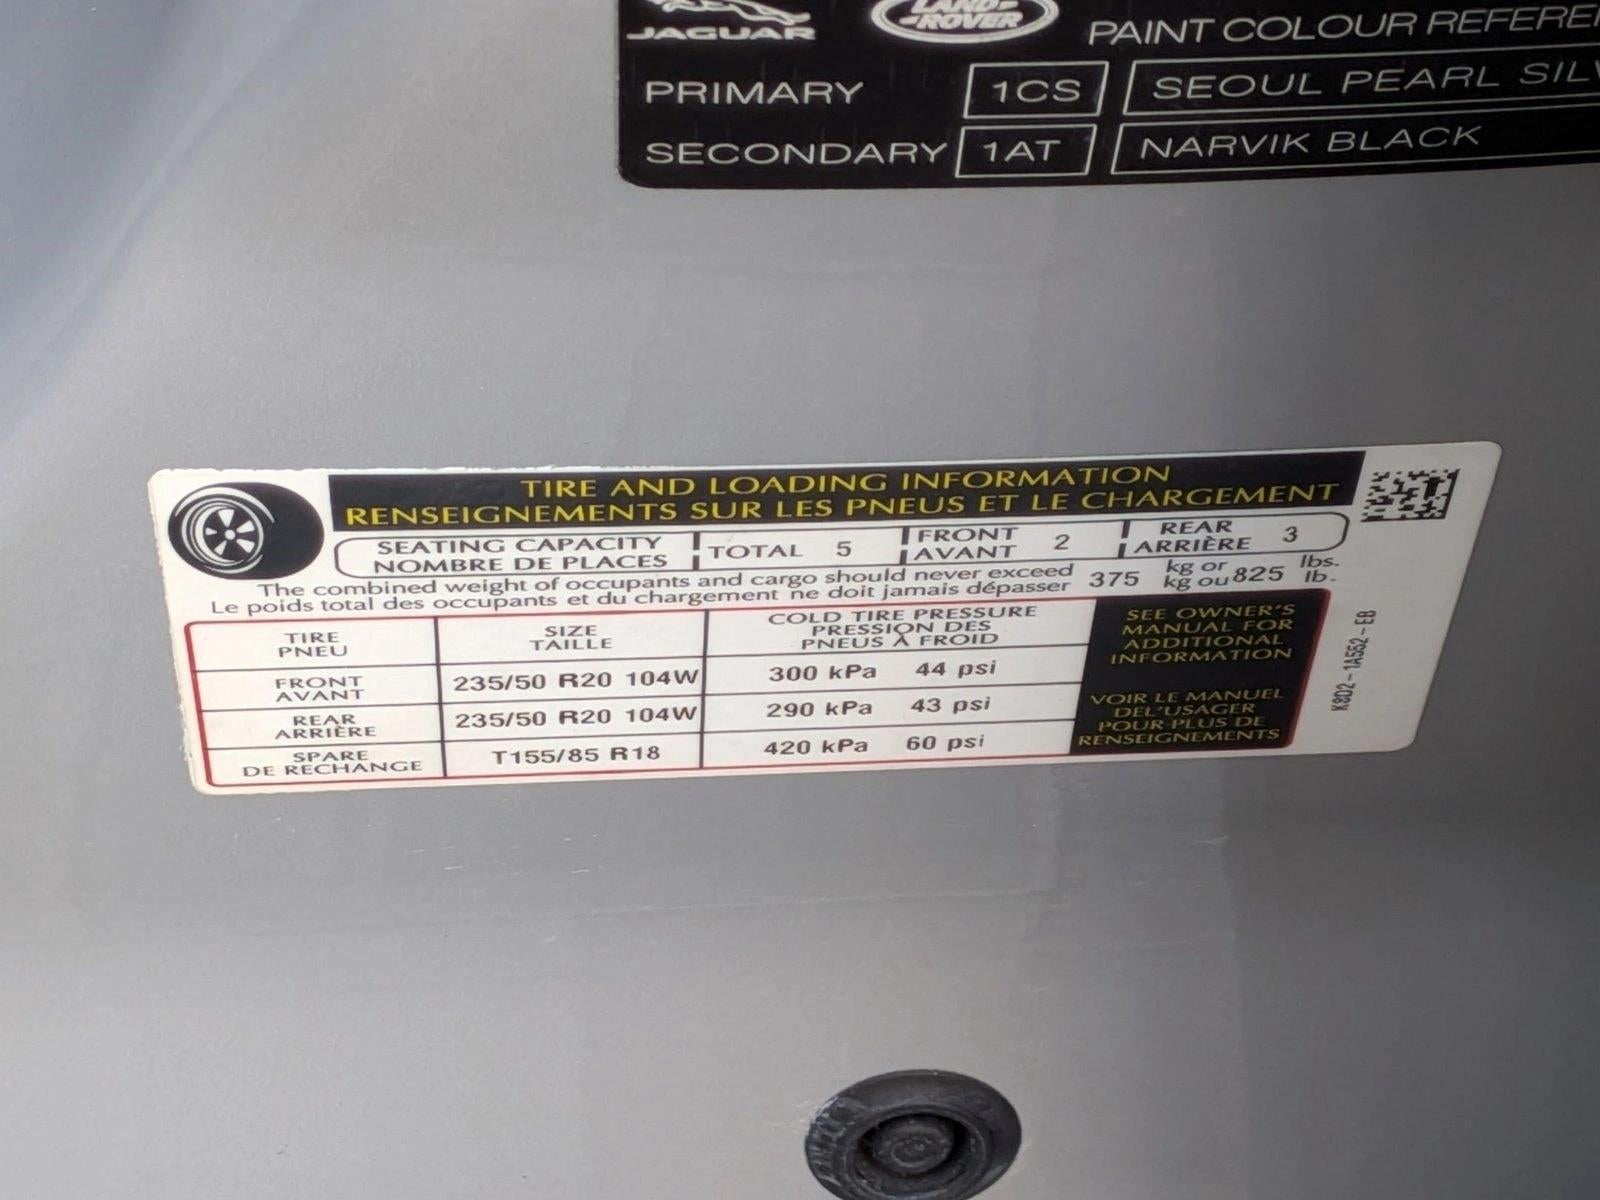 JAGUAR
LAND-
-ROVER
PAINT COLOUR
PRIMARY 1CS SEOUL PEARL
SECONDARY 1AT NARVIK BLACK
TIRE AND LOADING INFORMATION
RENSEIGNEMENTS SUR LES PNEUS ET LE CHARGEMENT
SEATING CAPACITY
NOMBRE DE PLACES
TOTAL 5
FRONT
AVANT
2
REAR
ARRIÈRE
3
The combined weight of occupants and cargo should never exceed
Le poids total des occupants et du chargement ne doit jamais dépasser
375
kg or
kg ou
825
lbs.
lb.
TIRE
PNEU
SIZE
TAILLE
COLD TIRE PRESSURE
PRESSION DES
PNEUS À FROID
FRONT
AVANT
235/50 R20 104W
300 kPa 44 psi
REAR
ARRIÈRE
235/50 R20 104W
290 kPa 43 psi
SPARE
DE RECHANGE
T155/85 R18
420 kPa 60 psi
SEE OWNER'S
MANUAL FOR
ADDITIONAL
INFORMATION
VOIR LE MANUEL
DEL'USAGER
POUR PLUS DE
RENSEIGNEMENTS
K8D2-1A552-EB